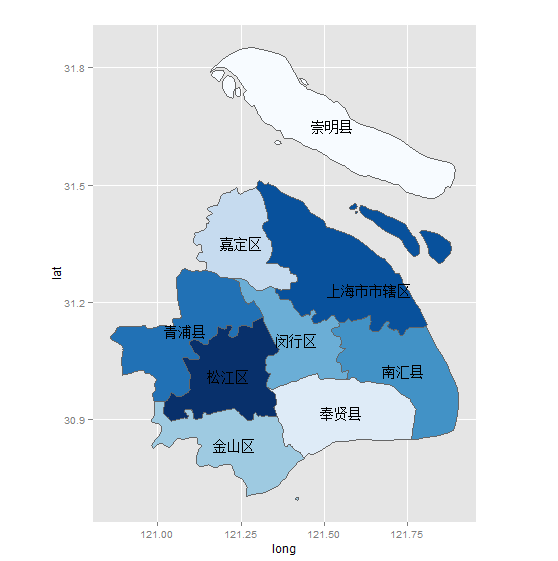 31.8
崇明县
31.5
嘉定区
上海市市辖区
31.2
青浦县
闵行区
lat
松江区
南汇县
30.9
奉贤县
金山区
121.00
121.25
121.50
121.75
long